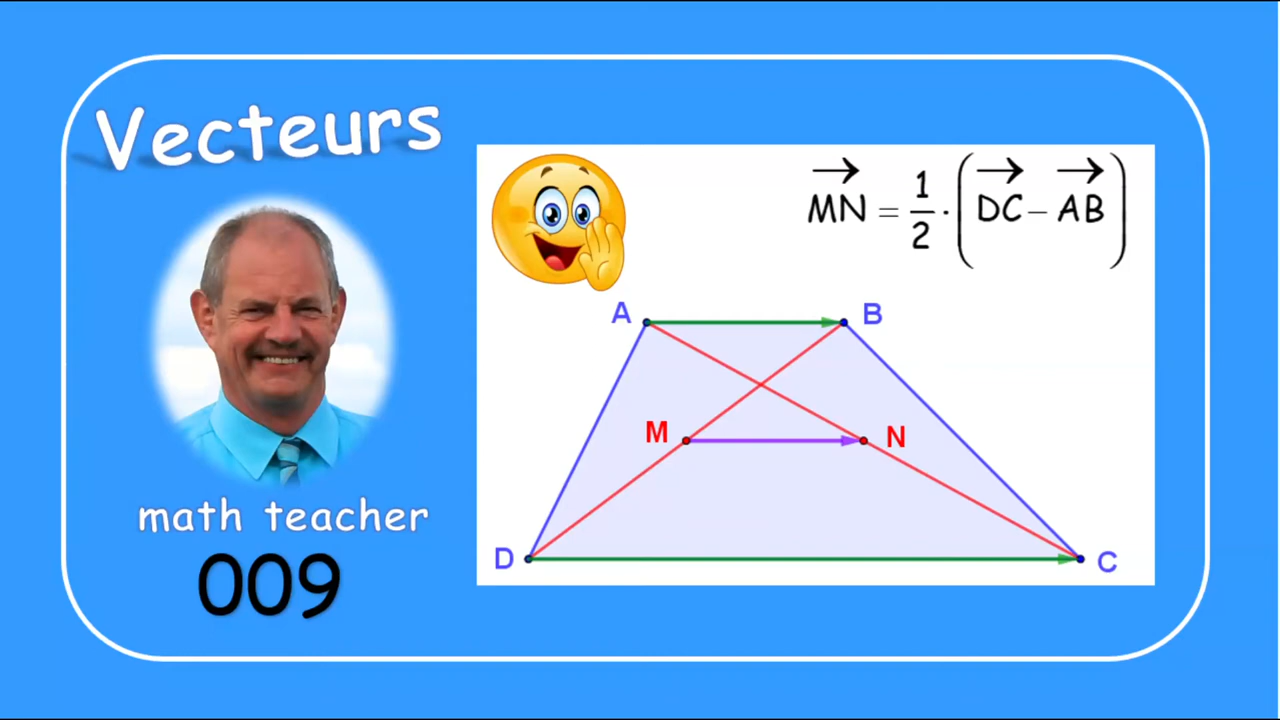 Vecteurs
math teacher
009
MN = 1/2 · (DC – AB)
A
B
M
N
D
C